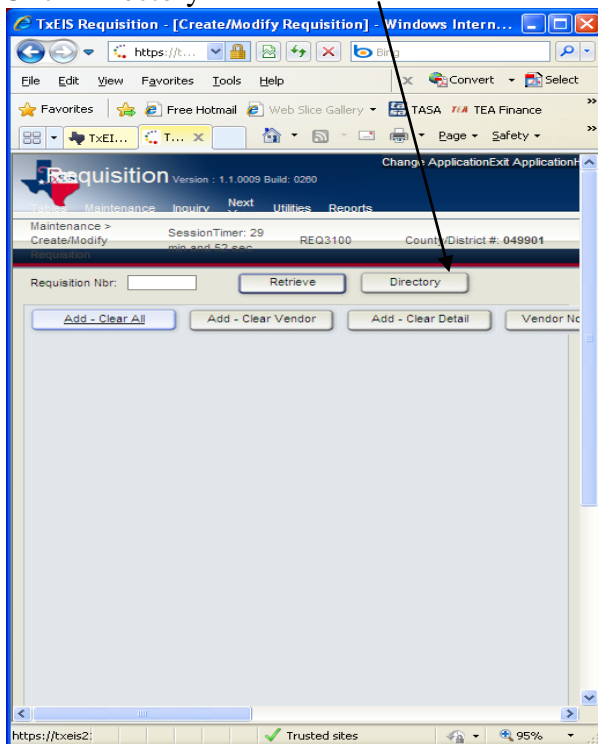 TxEIS Requisition - [Create/Modify Requisition] - Windows Intern...
https://t... Bing
File Edit View Favorites Tools Help x Convert Select
Favorites Free Hotmail Web Slice Gallery TASA TEA TEA Finance »
TxEI... T... x Page Safety »
Change ApplicationExit ApplicationH
Requisition Version : 1.1.0009 Build: 0260
Tables Maintenance Inquiry Next Utilities Reports
Maintenance >
Create/Modify
Requisition
SessionTimer: 29
min and 52 sec
REQ3100 County/District #: 049901
Requisition Nbr: Retrieve Directory
Add - Clear All Add - Clear Vendor Add - Clear Detail Vendor No
https://txeis2: Trusted sites 95%